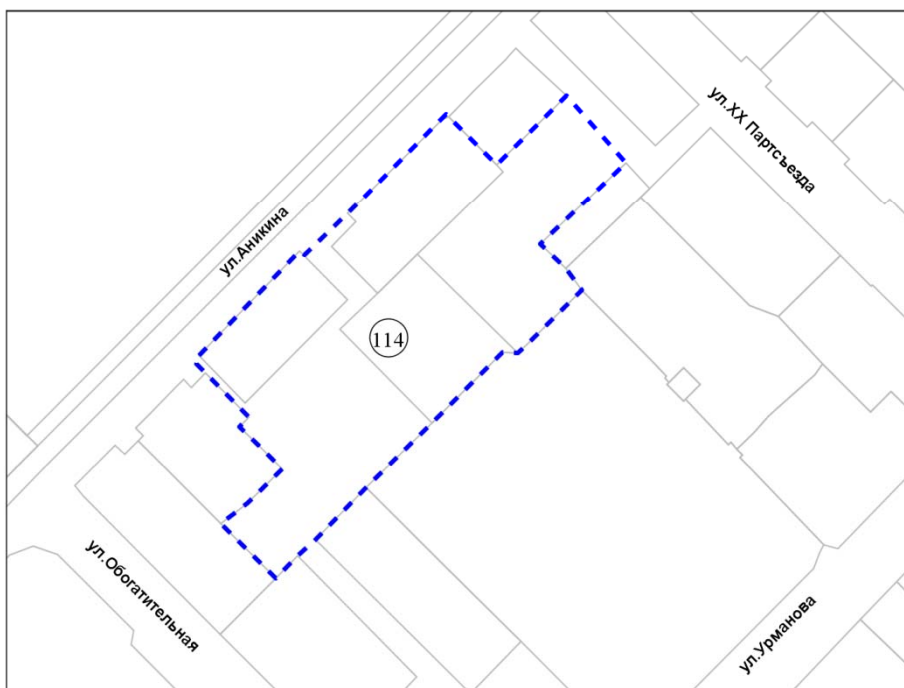 ул.XX Партсъезда
ул.Аникина
114
ул.Обогатительная
ул.Урманова